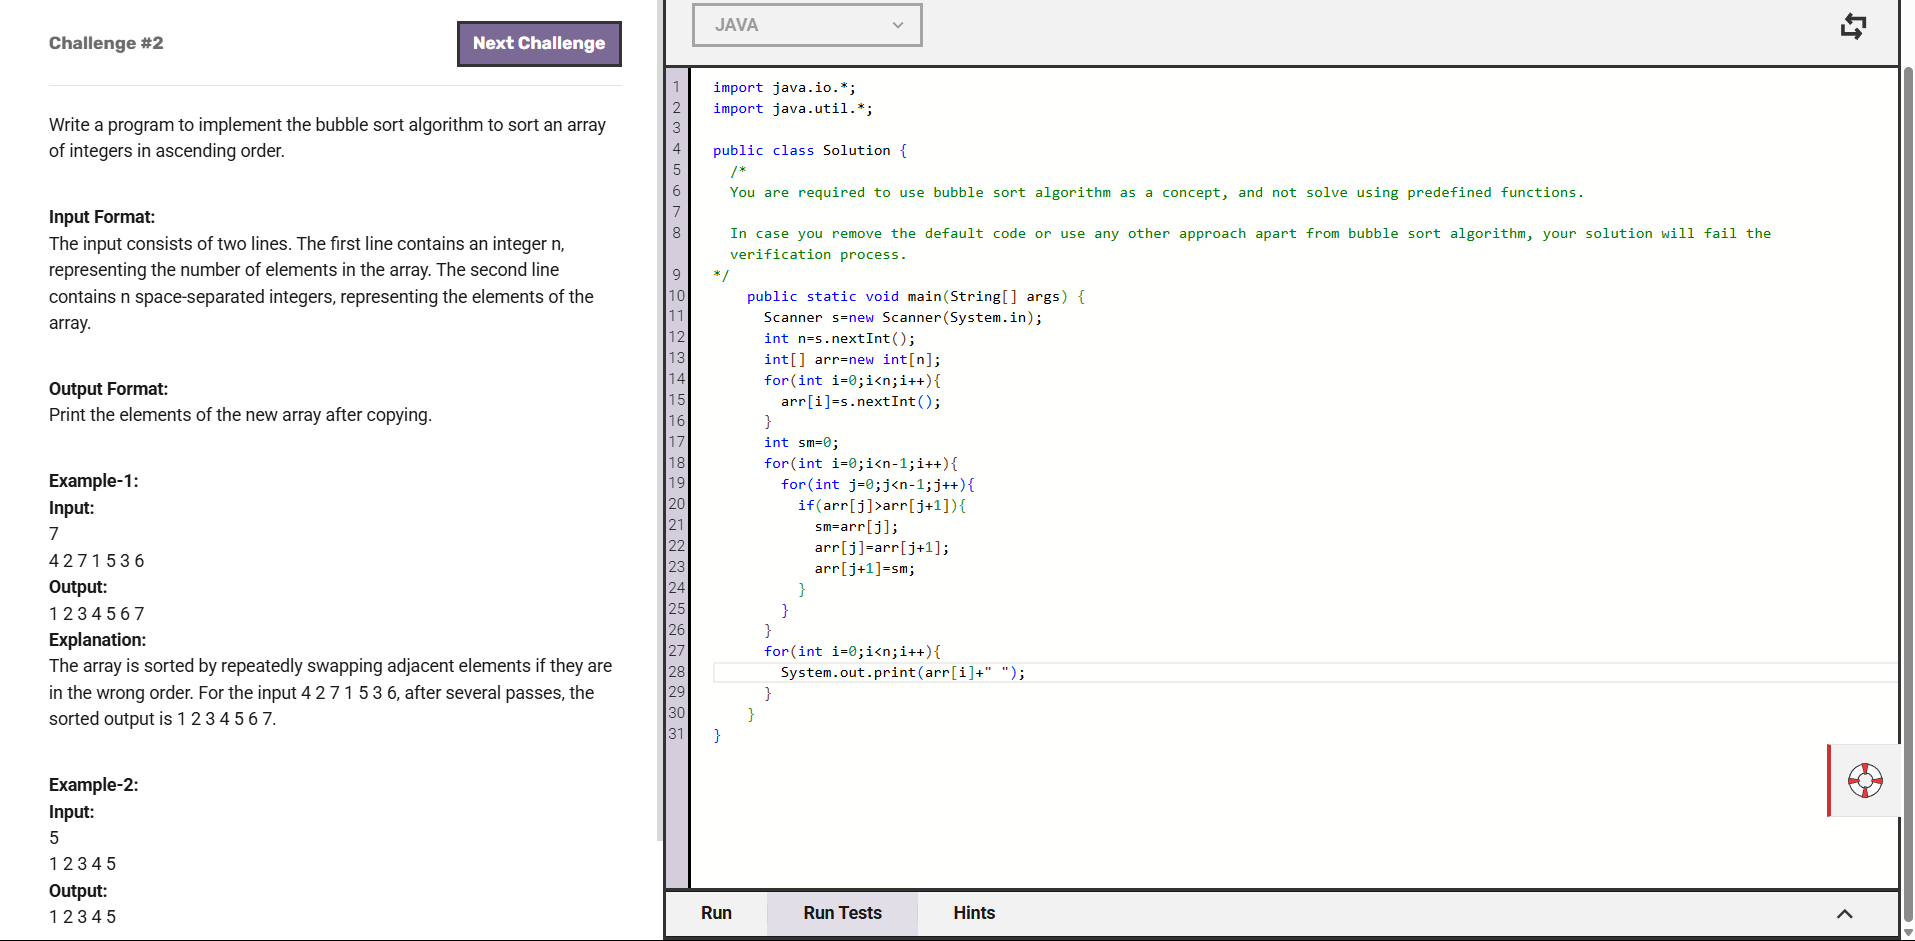 Challenge #2
Next Challenge
Write a program to implement the bubble sort algorithm to sort an array
of integers in ascending order.
Input Format:
The input consists of two lines. The first line contains an integer n,
representing the number of elements in the array. The second line
contains n space-separated integers, representing the elements of the
array.
Output Format:
Print the elements of the new array after copying.
Example-1:
Input:
7
4 2 7 1 5 3 6
Output:
1 2 3 4 5 6 7
Explanation:
The array is sorted by repeatedly swapping adjacent elements if they are
in the wrong order. For the input 4 2 7 1 5 3 6, after several passes, the
sorted output is 1 2 3 4 5 6 7.
Example-2:
Input:
5
1 2 3 4 5
Output:
1 2 3 4 5
JAVA
1 import java.io.*;
2 import java.util.*;
3
4 public class Solution {
5 /*
6 You are required to use bubble sort algorithm as a concept, and not solve using predefined functions.
7
8 In case you remove the default code or use any other approach apart from bubble sort algorithm, your solution will fail the
verification process.
9 */
10 public static void main(String[] args) {
11 Scanner s=new Scanner(System.in);
12 int n=s.nextInt();
13 int[] arr=new int[n];
14 for(int i=0;i<n;i++){
15 arr[i]=s.nextInt();
16 }
17 int sm=0;
18 for(int i=0;i<n-1;i++){
19 for(int j=0;j<n-1;j++){
20 if(arr[j]>arr[j+1]){
21 sm=arr[j];
22 arr[j]=arr[j+1];
23 arr[j+1]=sm;
24 }
25 }
26 }
27 for(int i=0;i<n;i++){
28 System.out.print(arr[i]+" ");
29 }
30 }
31 }
Run
Run Tests
Hints